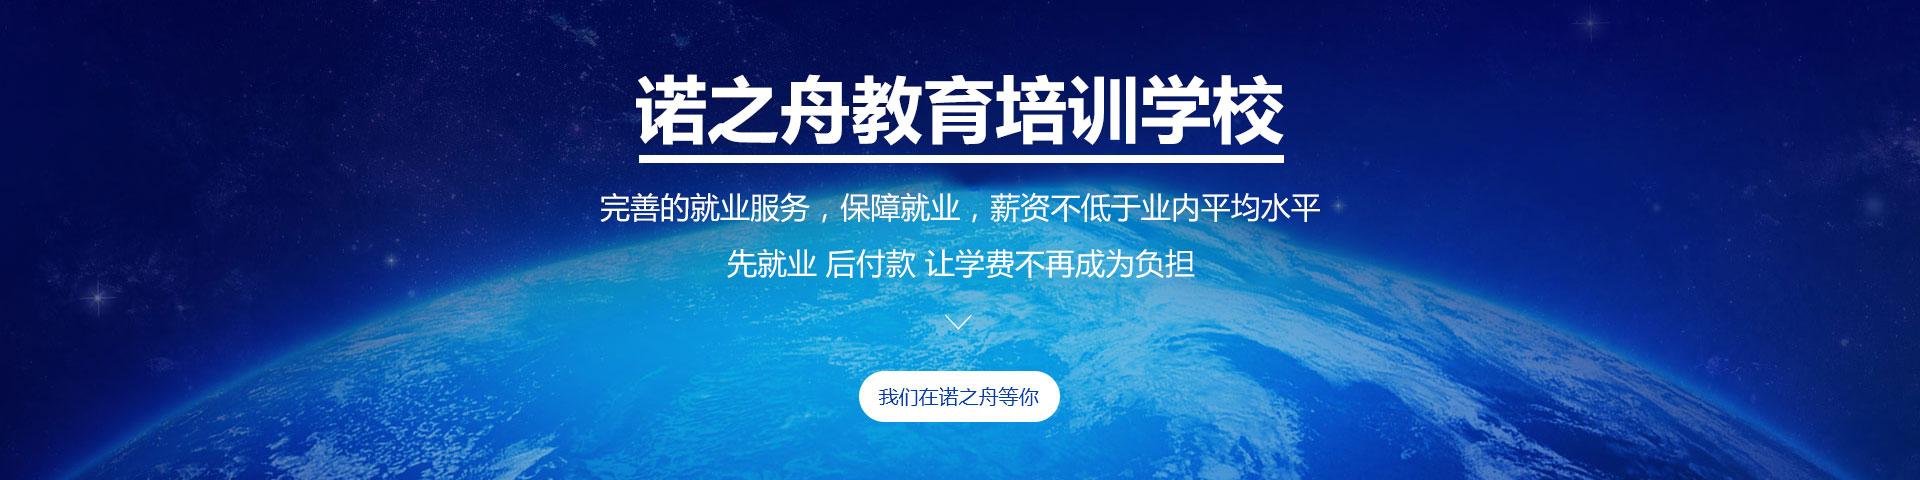 诺之舟教育培训学校
完善的就业服务，保障就业，薪资不低于业内平均水平
先就业 后付款 让学费不再成为负担
我们在诺之舟等你